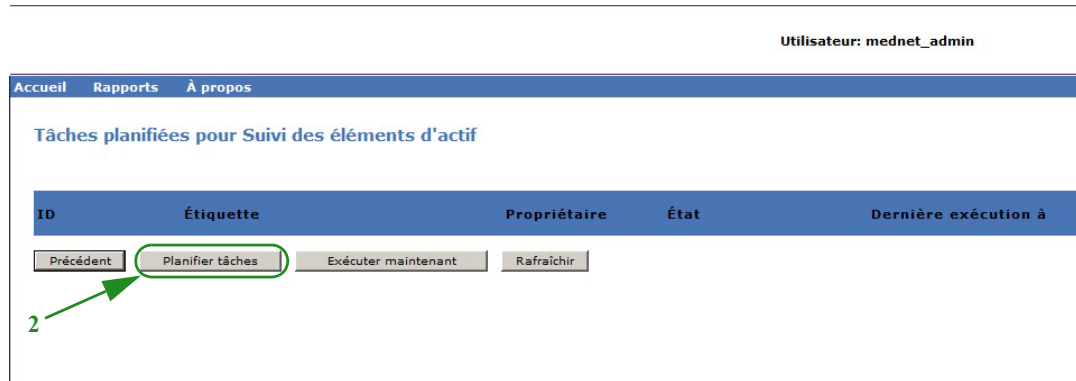 Utilisateur: mednet_admin
Accueil Rapports À propos
Tâches planifiées pour Suivi des éléments d'actif
ID Étiquette Propriétaire État Dernière exécution à
Précédent Planifier tâches Exécuter maintenant Rafraîchir
2